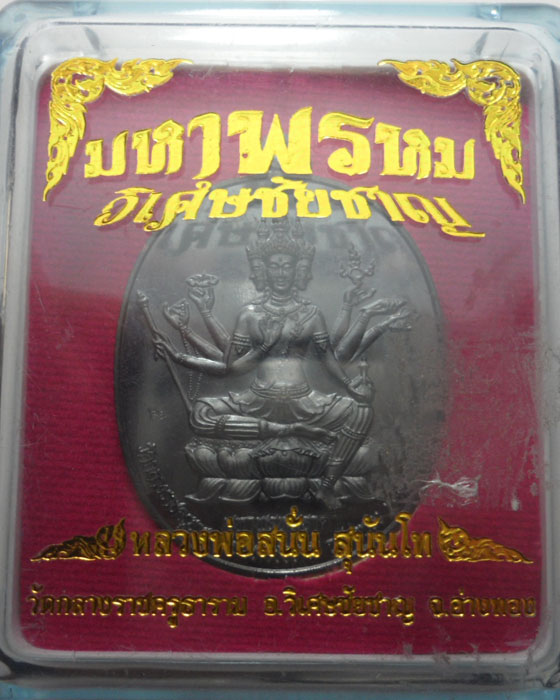 มหาพรหม
วิเศษชัยชาญ
หลวงพ่อสนั่น สุนันโท
วัดกลางราชครูธาราม อ.วิเศษชัยชาญ จ.อ่างทอง